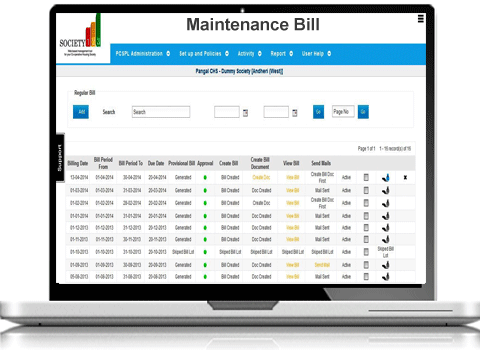 Maintenance Bill
SOCIETY
PCSPL Administration Set up and Policies Activity Report User Help
Pangal CHS - Dummy Society [Andheri (West)]
Regular Bill
Add Search Search Go Page No Go
Support
Page 1 of 1 1 - 10 record(s) of 16
Billing Date Bill Period From Bill Period To Due Date Provisional Bill Approval Create Bill Create Bill Document View Bill Send Mails
13-04-2014 01-04-2014 30-04-2014 20-04-2014 Generated Bill Created Create Doc View Bill Create Bill Doc First Active x
01-03-2014 01-03-2014 31-03-2014 20-03-2014 Generated Bill Created Doc Created View Bill Mail Sent Active
01-02-2014 01-02-2014 28-02-2014 20-02-2014 Generated Bill Created Create Doc View Bill Create Bill Doc First Active
01-01-2014 01-01-2014 31-01-2014 20-01-2014 Generated Bill Created Doc Created View Bill Mail Sent Active
01-12-2013 01-12-2013 31-12-2013 20-12-2013 Generated Bill Created Doc Created View Bill Mail Sent Active
01-11-2013 01-11-2013 30-11-2013 20-11-2013 Generated Bill Created Doc Created View Bill Mail Sent Active
01-10-2013 01-10-2013 31-10-2013 20-10-2013 Skiped Bill Lot Skiped Bill Lot Skiped Bill Lot Skiped Bill Lot Skiped Bill Lot Active Skiped Bill Lot
01-09-2013 01-09-2013 30-09-2013 20-09-2013 Generated Bill Created Doc Created View Bill Send Mail Active
05-08-2013 01-08-2013 31-08-2013 20-08-2013 Generated Bill Created Doc Created View Bill Mail Sent Active